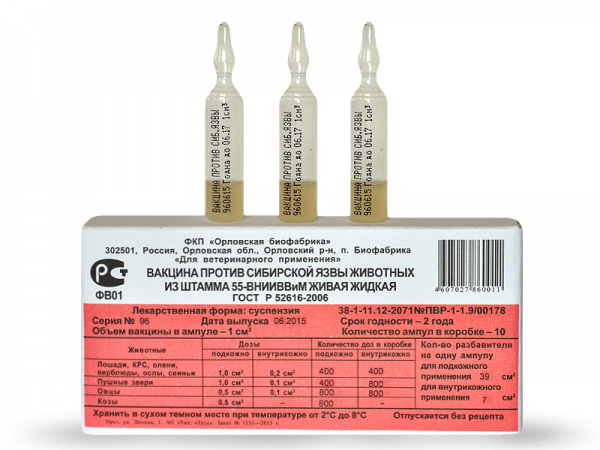 ВАКЦИНА ПРОТИВ СИБ.ЯЗВЫ
960615 Годна до 06.17 1см³
ВАКЦИНА ПРОТИВ СИБ.ЯЗВЫ
960615 Годна до 06.17 1см³
ВАКЦИНА ПРОТИВ СИБ.ЯЗВЫ
960615 Годна до 06.17 1см³
ФКП «Орловская биофабрика»
302501, Россия, Орловская обл., Орловский р-н, п. Биофабрика
«Для ветеринарного применения»
ВАКЦИНА ПРОТИВ СИБИРСКОЙ ЯЗВЫ ЖИВОТНЫХ
ИЗ ШТАММА 55-ВНИИВВиМ ЖИВАЯ ЖИДКАЯ
ГОСТ Р 52616-2006
РСТ
ФВ01
4607027860011
Лекарственная форма: суспензия 38-1-11.12-2071№ПВР-1-1.9/00178
Серия № 96 Дата выпуска 06.2015 Срок годности – 2 года
Объем вакцины в ампуле – 1 см³ Количество ампул в коробке – 10
Животные Дозы Количество доз в коробке
подкожно внутрикожно подкожно внутрикожно
Лошади, КРС, олени,
верблюды, ослы, свиньи 1,0 см³ 0,2 см³ 400 400
Пушные звери 1,0 см³ 0,1 см³ 400 800
Овцы 0,5 см³ 0,1 см³ 800 800
Козы 0,5 см³ – 800 –
Кол-во разбавителя
на одну ампулу
для подкожного
применения 39 см³
для внутрикожного
применения 7 см³
Хранить в сухом темном месте при температуре от 2°С до 8°С Отпускается без рецепта